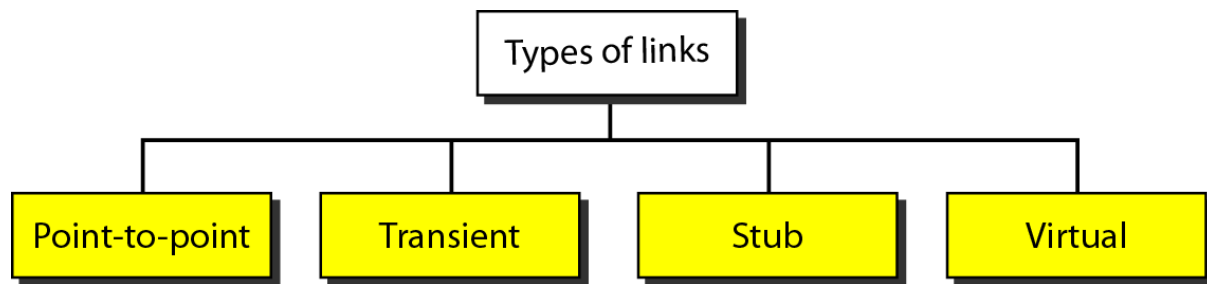 Types of links
Point-to-point
Transient
Stub
Virtual